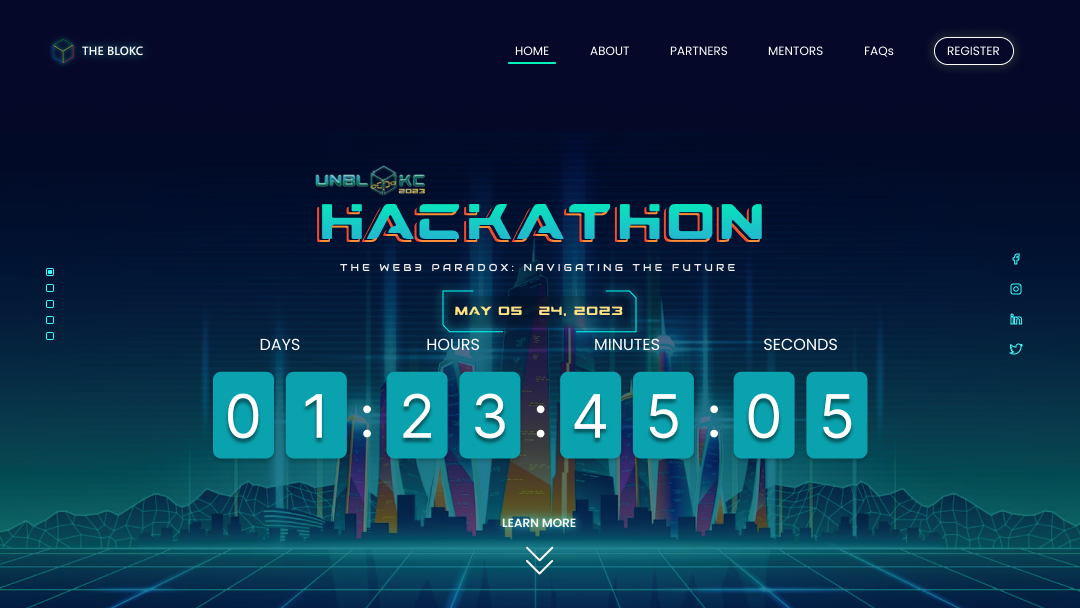 THE BLOKC
HOME ABOUT PARTNERS MENTORS FAQs REGISTER
UNBLOKC
2023
HACKATHON
THE WEB3 PARADOX: NAVIGATING THE FUTURE
MAY 05 24, 2023
DAYS HOURS MINUTES SECONDS
01:23:45:05
LEARN MORE